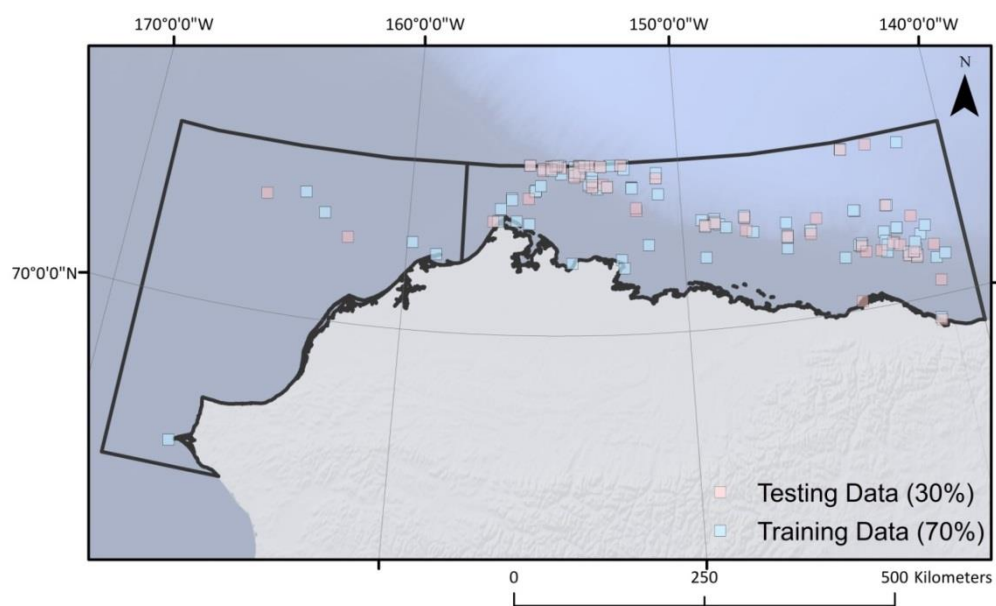 170°0'0"W 160°0'0"W 150°0'0"W 140°0'0"W
N
70°0'0"N
Testing Data (30%)
Training Data (70%)
0 250 500 Kilometers